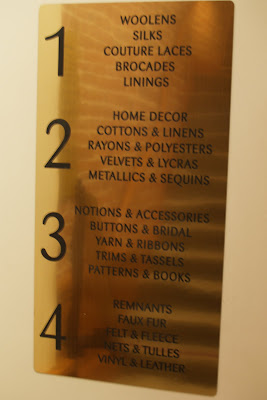 1
WOOLENS
SILKS
COUTURE LACES
BROCADES
LININGS
2
HOME DECOR
COTTONS & LINENS
RAYONS & POLYESTERS
VELVETS & LYCRAS
METALLICS & SEQUINS
3
NOTIONS & ACCESSORIES
BUTTONS & BRIDAL
YARN & RIBBONS
TRIMS & TASSELS
PATTERNS & BOOKS
4
REMNANTS
FAUX FUR
FELT & FLEECE
NETS & TULLES
VINYL & LEATHER